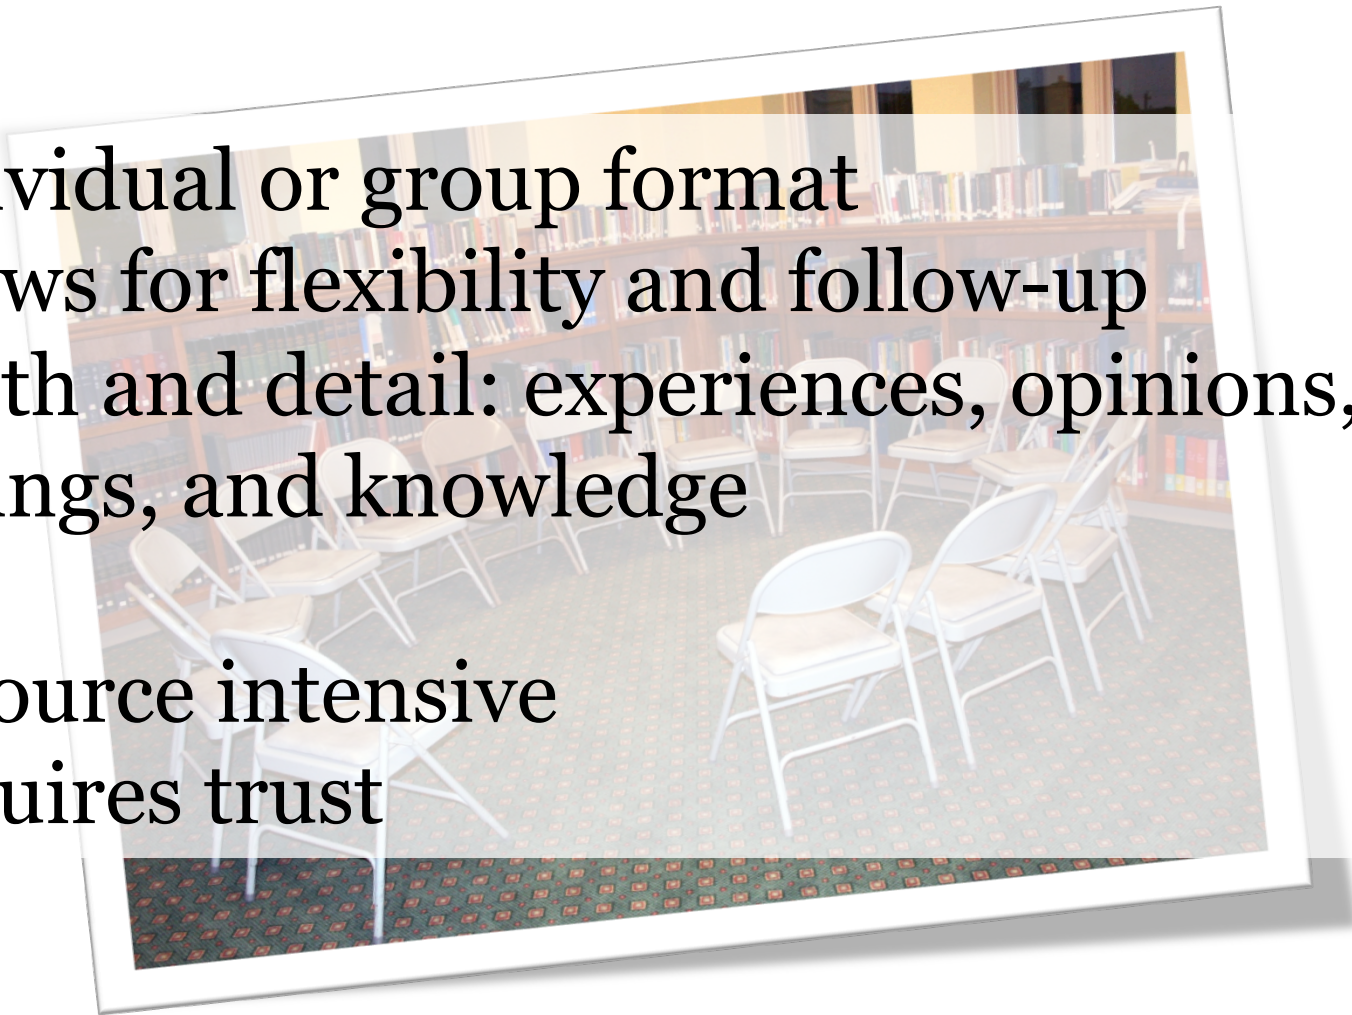 vidual or group format
ws for flexibility and follow-up
th and detail: experiences, opinions,
ngs, and knowledge
ource intensive
uires trust